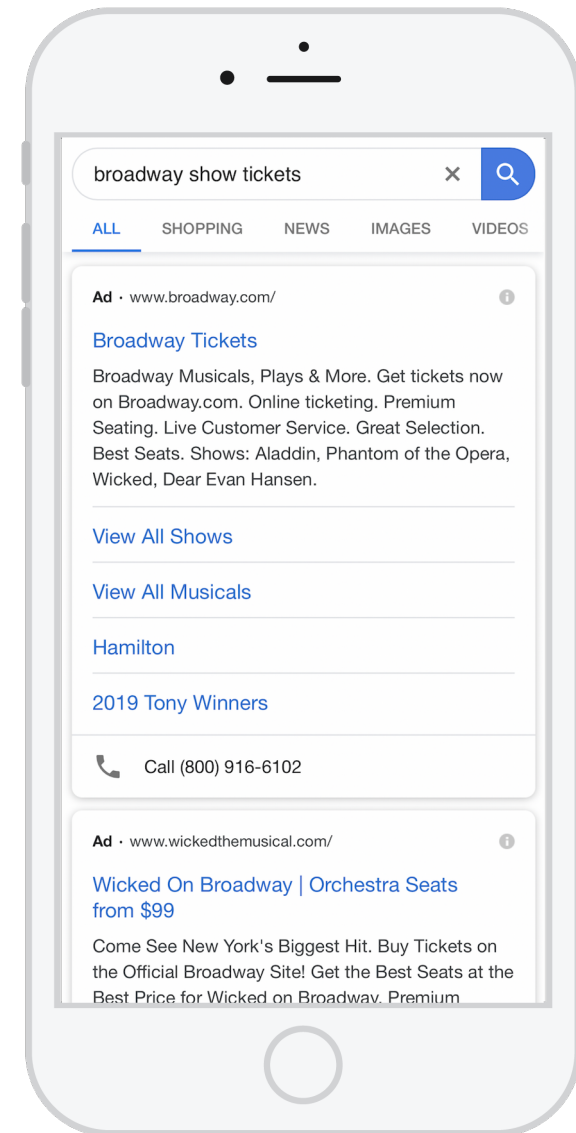 broadway show tickets
ALL SHOPPING NEWS IMAGES VIDEOS
Ad · www.broadway.com/
Broadway Tickets
Broadway Musicals, Plays & More. Get tickets now
on Broadway.com. Online ticketing. Premium
Seating. Live Customer Service. Great Selection.
Best Seats. Shows: Aladdin, Phantom of the Opera,
Wicked, Dear Evan Hansen.
View All Shows
View All Musicals
Hamilton
2019 Tony Winners
Call (800) 916-6102
Ad · www.wickedthemusical.com/
Wicked On Broadway | Orchestra Seats
from $99
Come See New York's Biggest Hit. Buy Tickets on
the Official Broadway Site! Get the Best Seats at the
Best Price for Wicked on Broadway. Premium